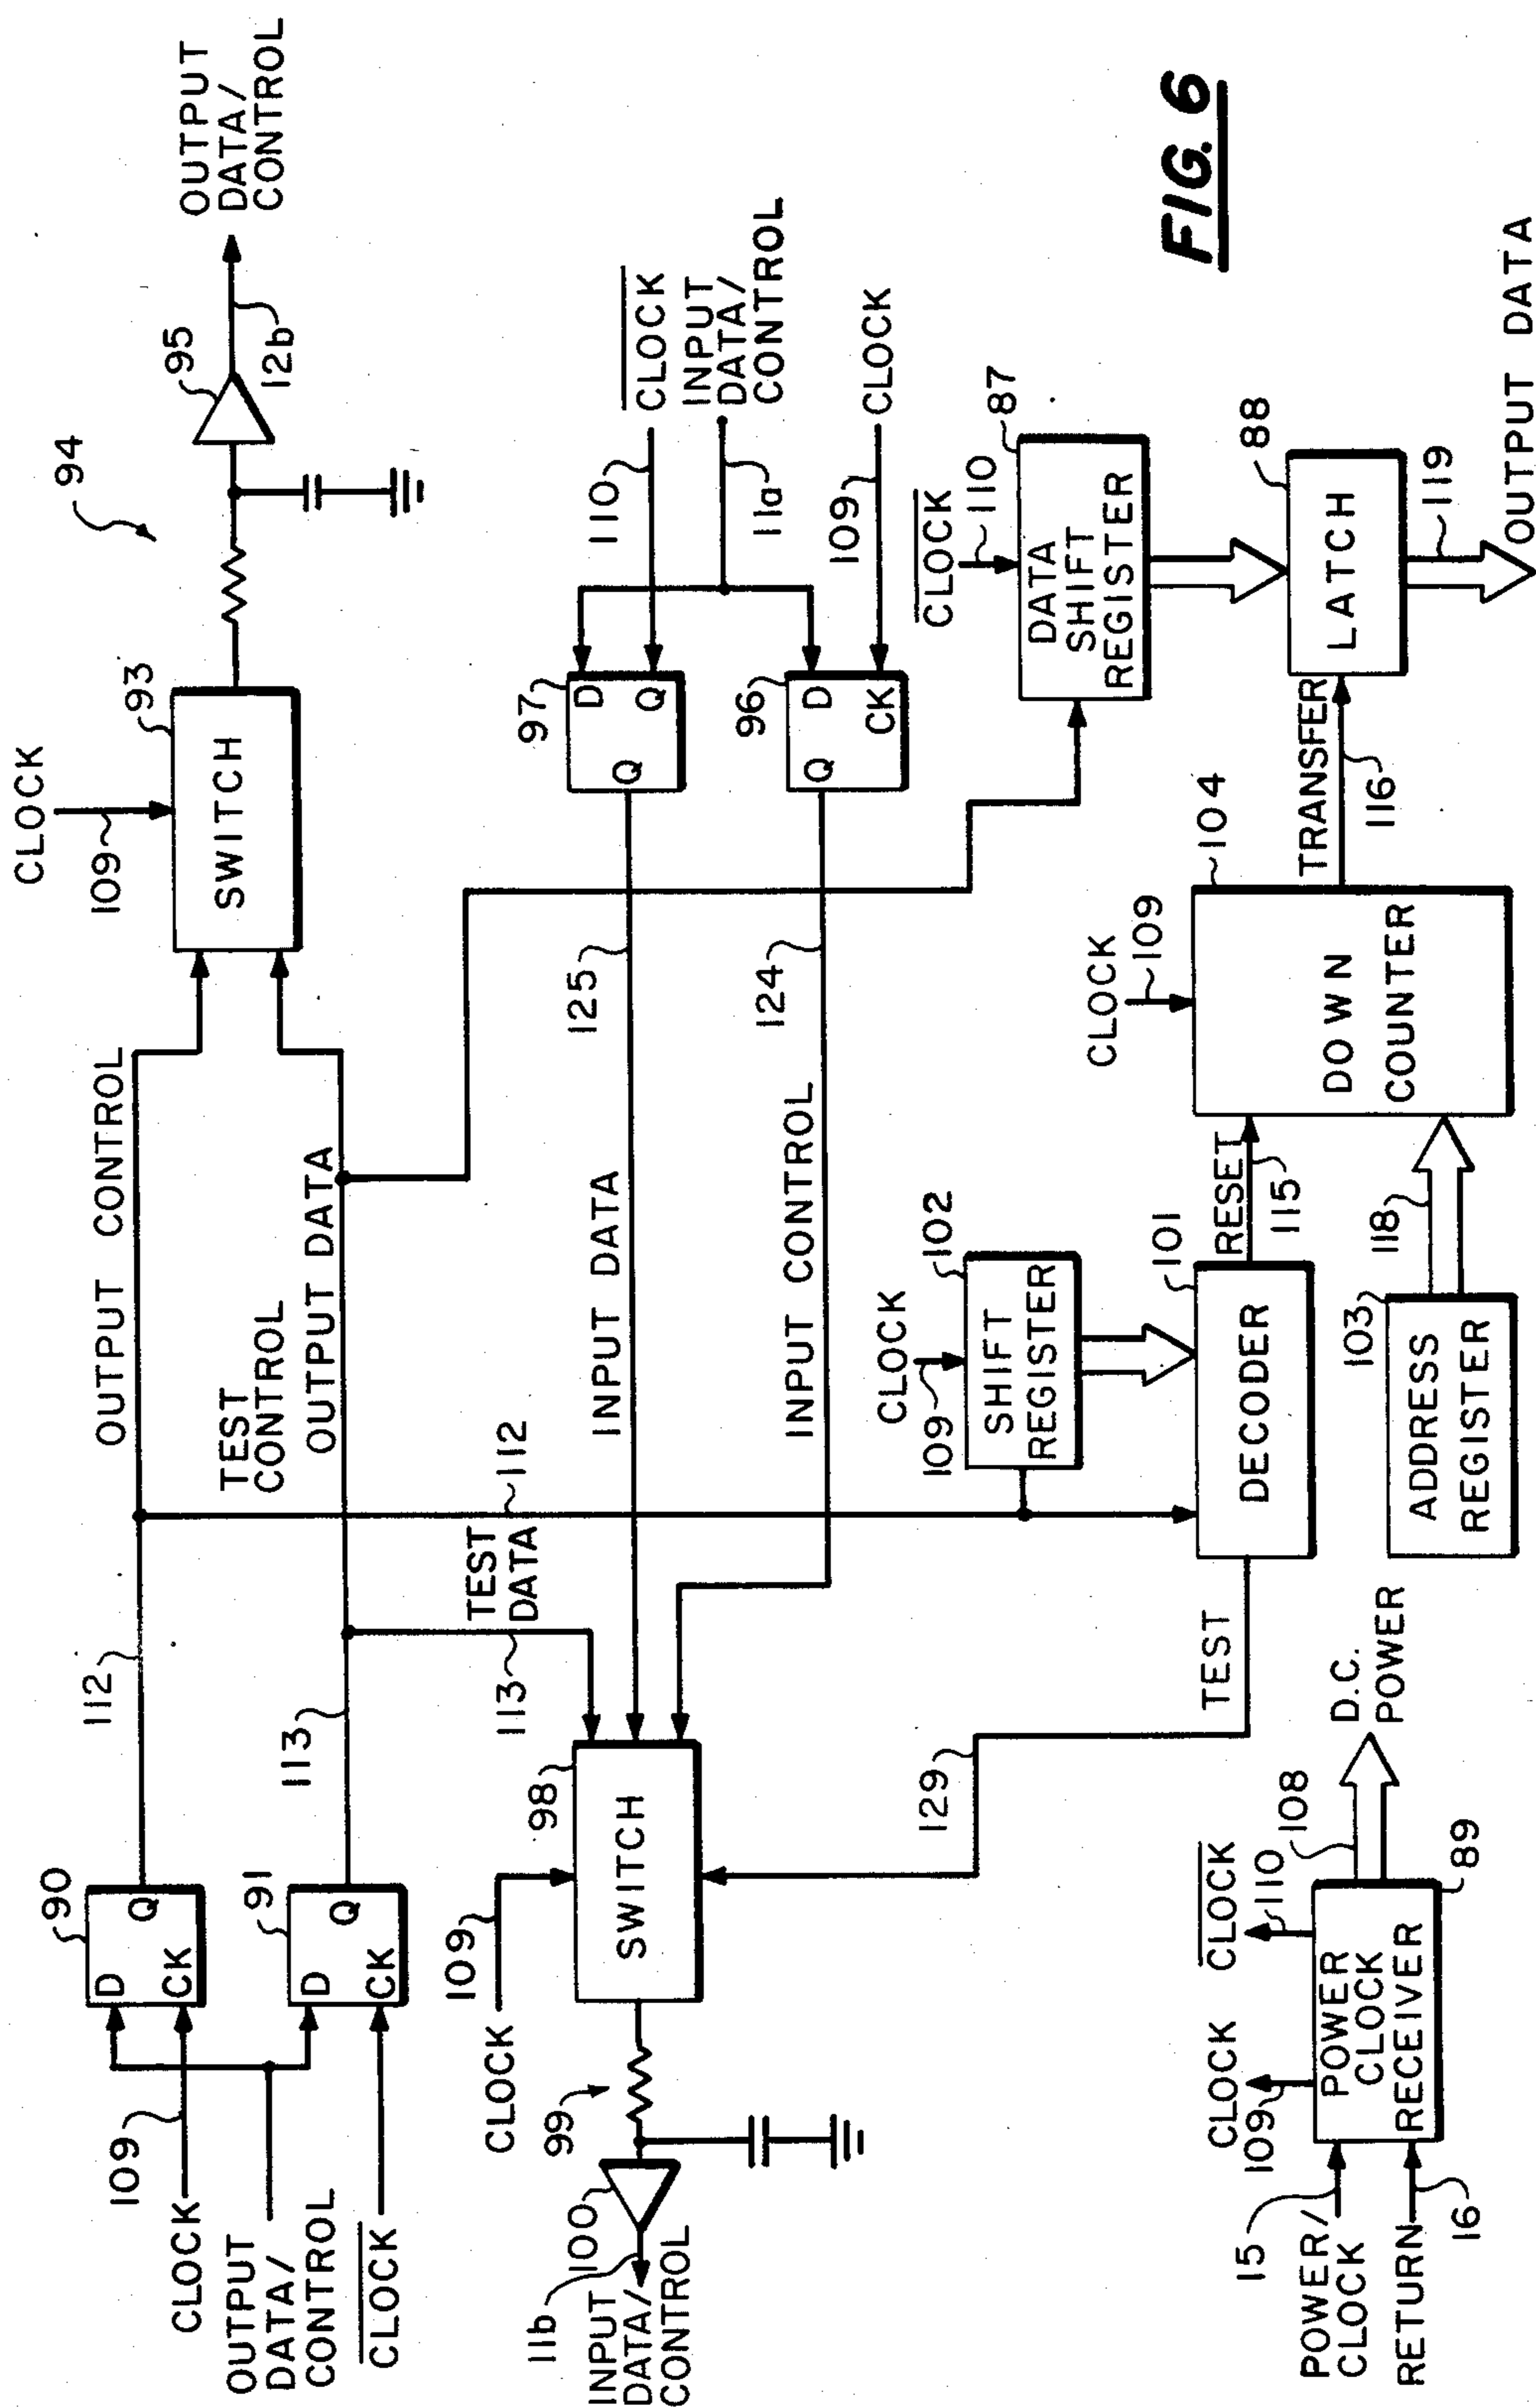 112
OUTPUT CONTROL
CLOCK
109
SWITCH
93
94
95
12b
OUTPUT
DATA/
CONTROL
90
D
Q
CK
109
CLOCK
OUTPUT
DATA/
CONTROL
CLOCK
91
D
Q
CK
113
TEST
CONTROL
OUTPUT DATA
TEST
DATA
113
112
INPUT DATA
125
97
D
Q
Q
110
CLOCK
INPUT
DATA/
CONTROL
11a
INPUT CONTROL
124
96
D
Q
CK
109
CLOCK
109
CLOCK
98
SWITCH
99
100
11b
INPUT
DATA/
CONTROL
129
TEST
CLOCK
109
102
SHIFT
REGISTER
101
DECODER
RESET
115
CLOCK
109
104
DOWN
COUNTER
TRANSFER
116
CLOCK
110
87
DATA
SHIFT
REGISTER
88
LATCH
119
OUTPUT DATA
103
ADDRESS
REGISTER
118
15
POWER/
CLOCK
RETURN
16
CLOCK
109
CLOCK
110
POWER
CLOCK
RECEIVER
89
108
D.C.
POWER
FIG. 6